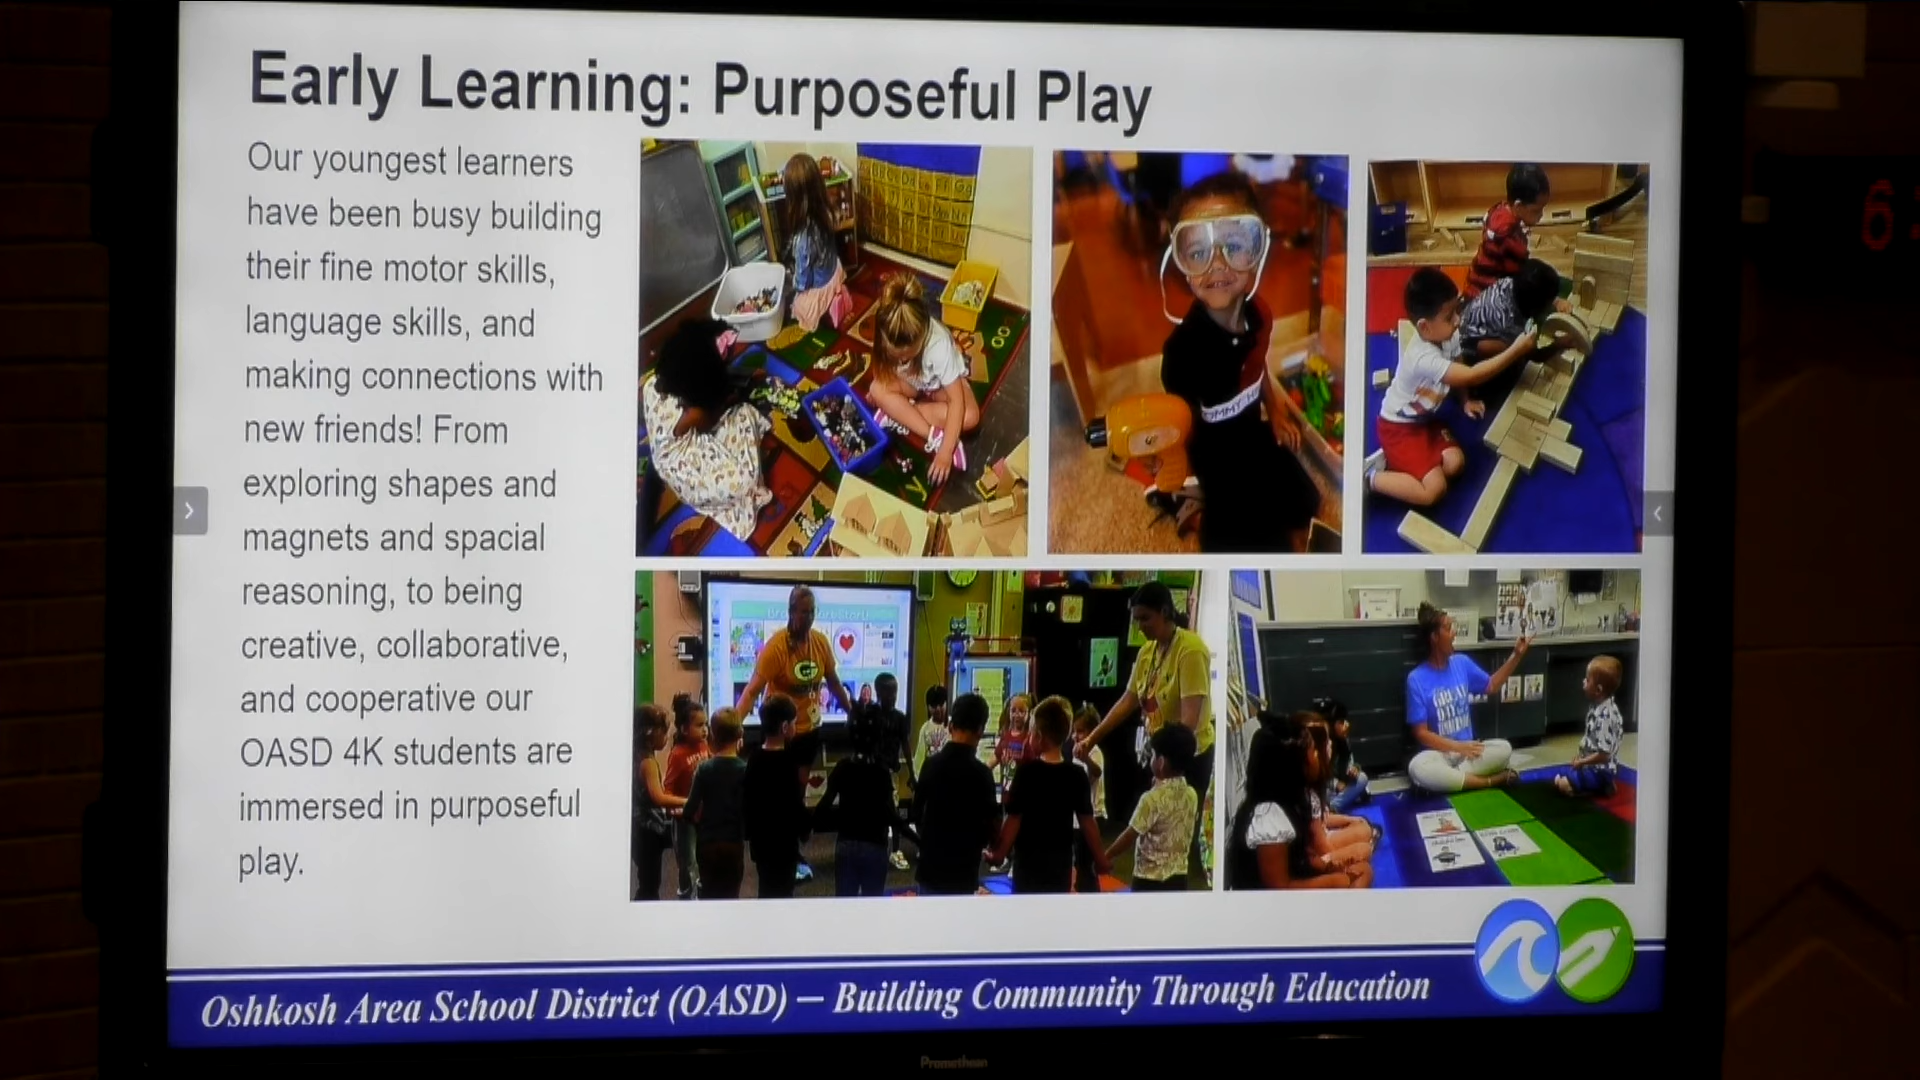 Early Learning: Purposeful Play
Our youngest learners
have been busy building
their fine motor skills,
language skills, and
making connections with
new friends! From
exploring shapes and
magnets and spacial
reasoning, to being
creative, collaborative,
and cooperative our
OASD 4K students are
immersed in purposeful
play.
Oshkosh Area School District (OASD) — Building Community Through Education
Promethean
6